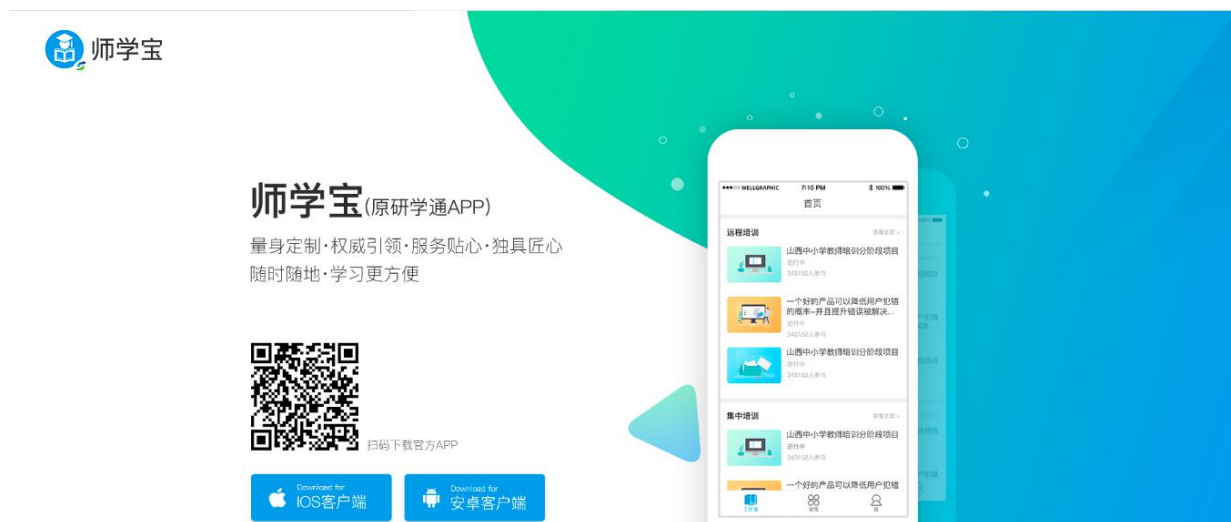 师学宝
师学宝(原研学通APP)
量身定制·权威引领·服务贴心·独具匠心
随时随地·学习更方便
扫码下载官方APP
Download for
IOS客户端
Download for
安卓客户端
WELLGRAPHIC 7:10 PM 100%
首页
远程培训 查看全部 >
山西中小学教师培训分阶段项目
进行中
343152人参与
一个好的产品可以降低用户犯错
的概率-并且提升错误被解决...
进行中
343152人参与
山西中小学教师培训分阶段项目
进行中
343152人参与
集中培训 查看全部 >
山西中小学教师培训分阶段项目
进行中
343152人参与
一个好的产品可以降低用户犯错
工作室
我